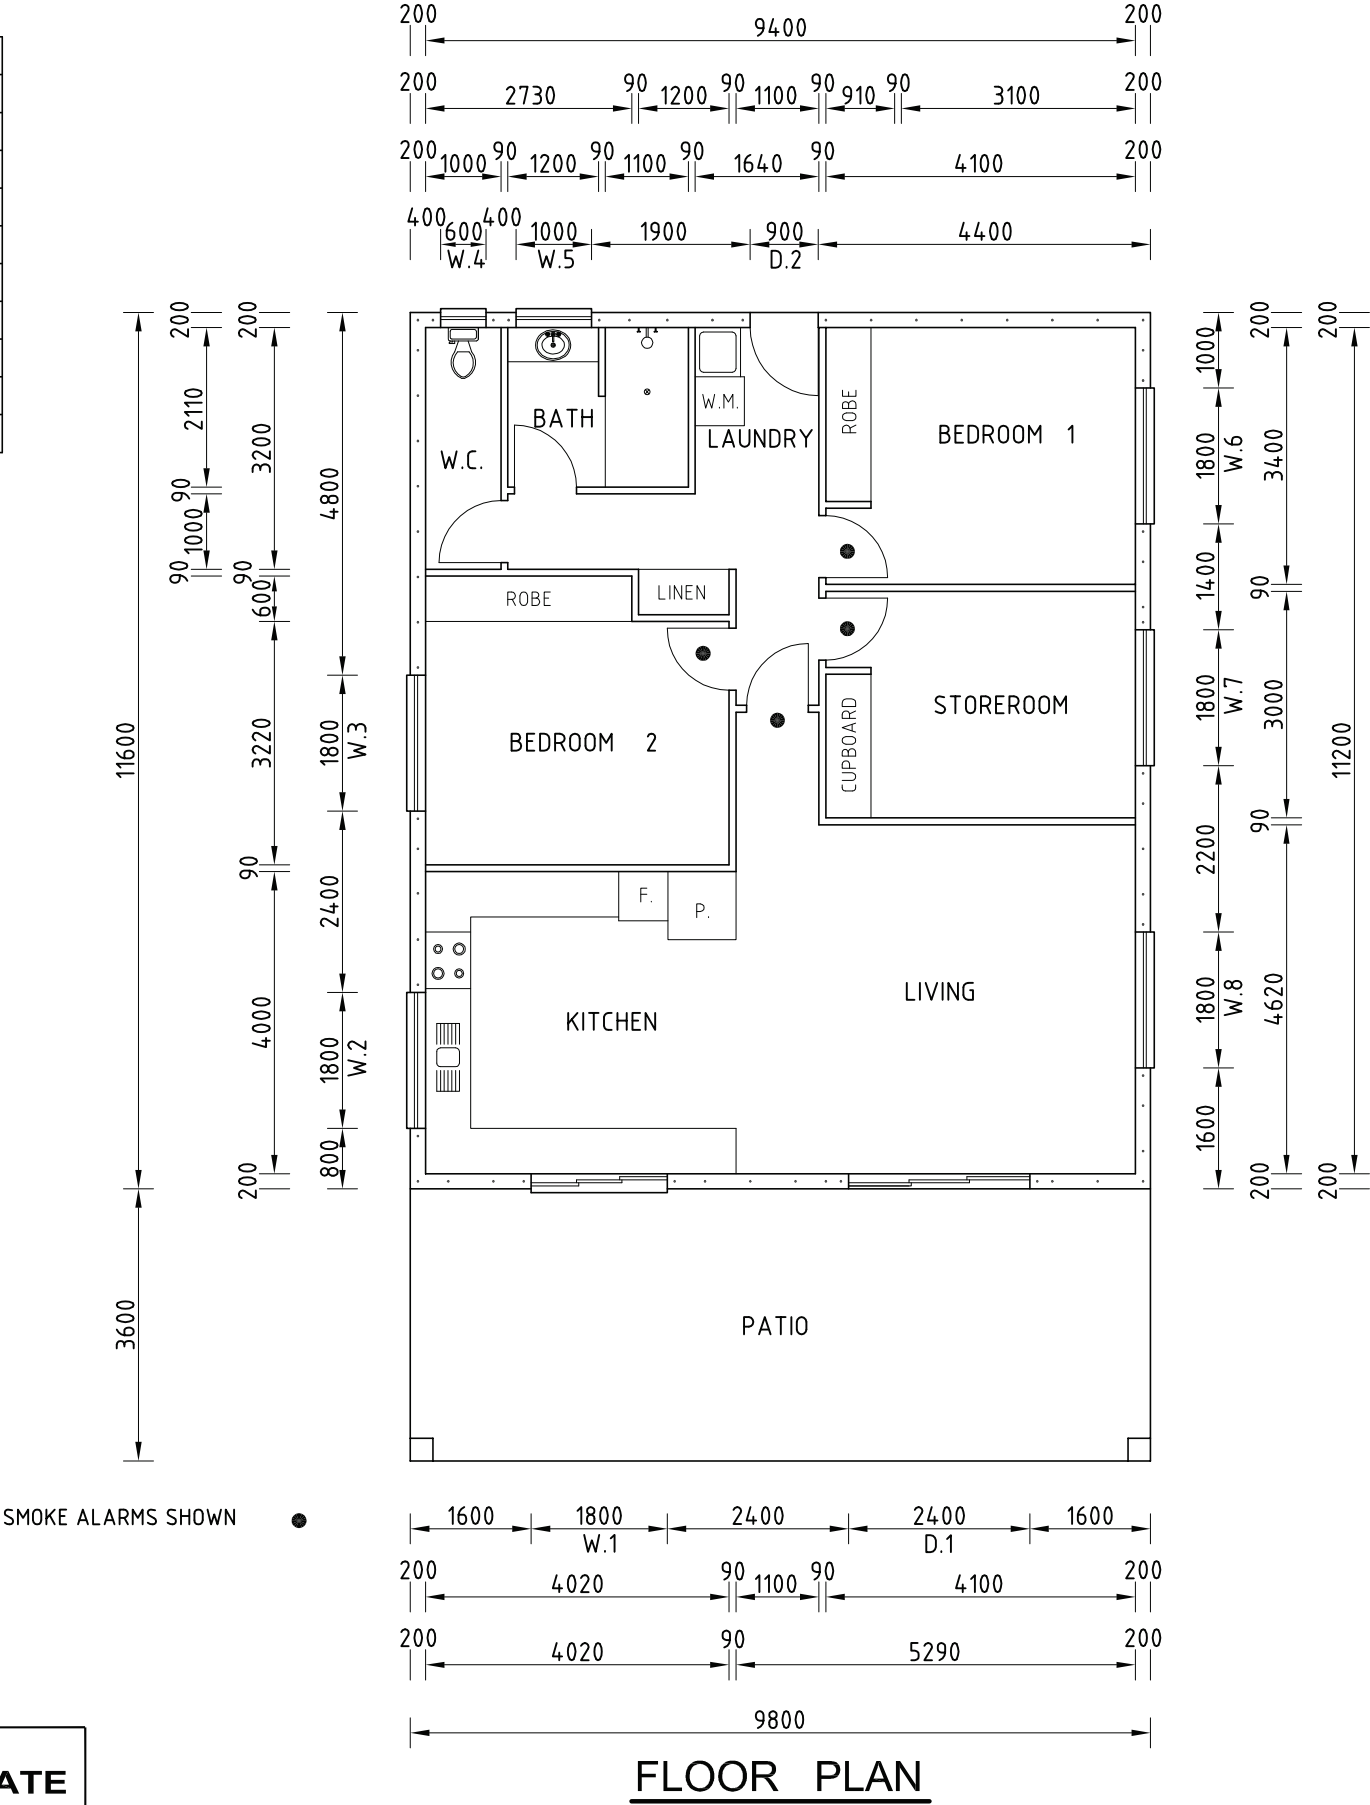 200 200
9400
200 90 90 90 90 200
2730 1200 1100 910 3100
200 90 90 90 90 200
1000 1200 1100 1640 4100
400 600 400 1000 1900 900 4400
W.4 W.5 D.2
11600
3600
200
2110
90
1000
90
200
3200
90
600
3220
90
4000
200
4800
1800
W.3
2400
1800
W.2
800
W.C.
BATH
W.M.
LAUNDRY
ROBE
BEDROOM 1
ROBE
LINEN
BEDROOM 2
CUPBOARD
STOREROOM
F.
P.
KITCHEN
LIVING
PATIO
1000
1800
W.6
1400
1800
W.7
2200
1800
W.8
1600
200
3400
90
3000
90
4620
200
200
11200
200
SMOKE ALARMS SHOWN
1600 1800 2400 2400 1600
W.1 D.1
200 90 90 200
4020 1100 4100
200 90 200
4020 5290
9800
FLOOR PLAN
ATE